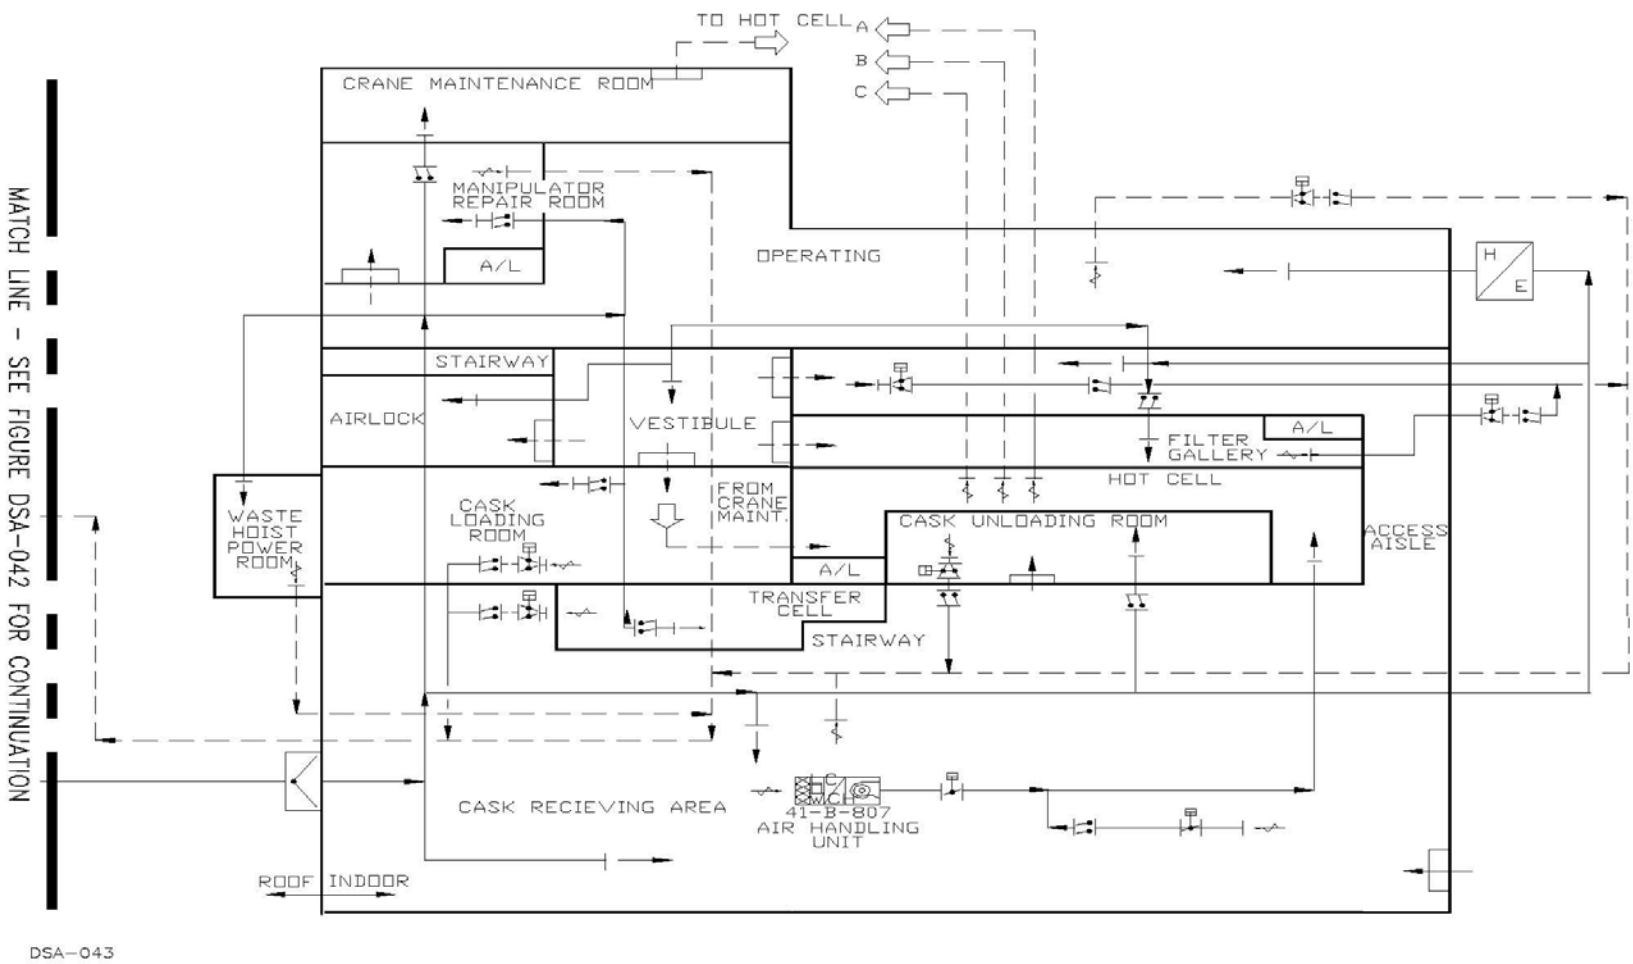 TO HOT CELL
A
B
C
CRANE MAINTENANCE ROOM
MANIPULATOR
REPAIR ROOM
A/L
OPERATING
H
E
STAIRWAY
AIRLOCK
VESTIBULE
A/L
FILTER
GALLERY
HOT CELL
FROM
CRANE
MAINT.
CASK
LOADING
ROOM
CASK UNLOADING ROOM
ACCESS
AISLE
WASTE
HOIST
POWER
ROOM
A/L
TRANSFER
CELL
STAIRWAY
CASK RECIEVING AREA
LC
WCH
41-B-807
AIR HANDLING
UNIT
ROOF INDOOR
MATCH LINE - SEE FIGURE DSA-042 FOR CONTINUATION
DSA-043